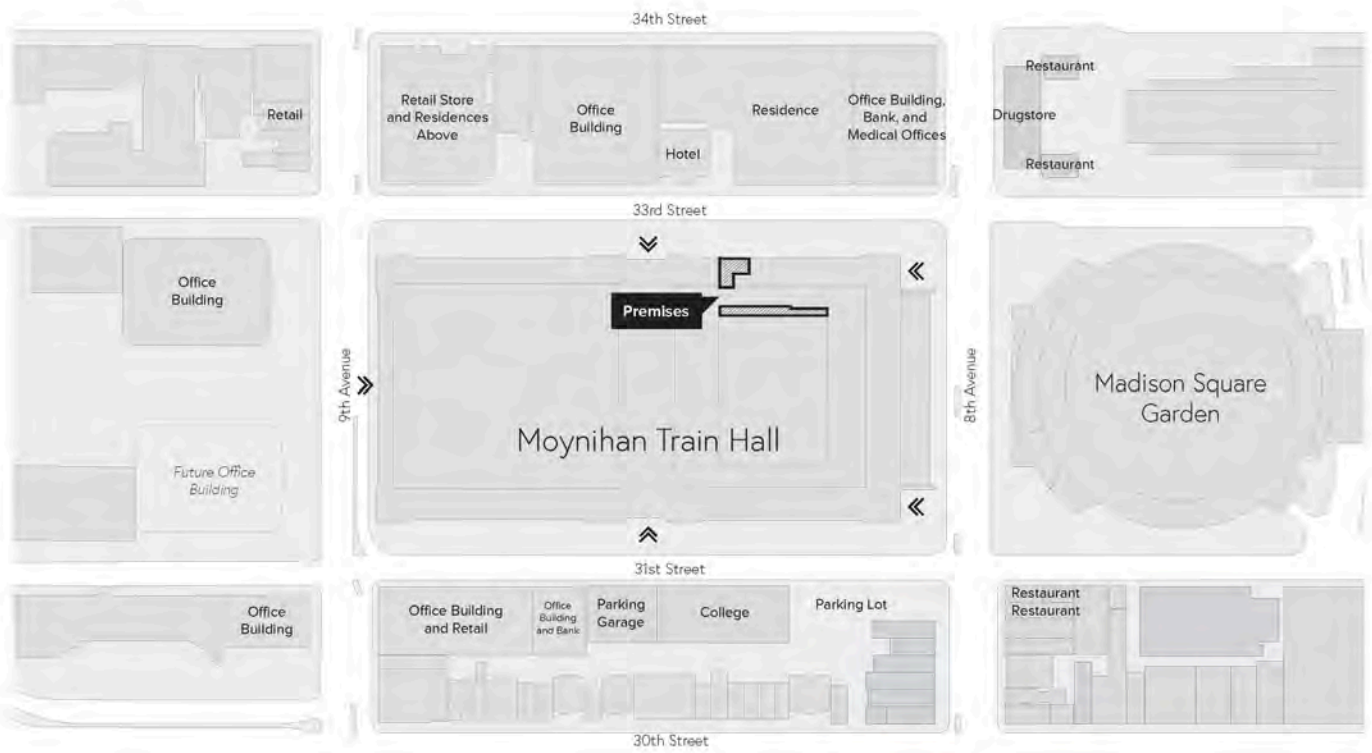 34th Street
Retail
Retail Store
and Residences
Above
Office
Building
Hotel
Residence
Office Building,
Bank, and
Medical Offices
Restaurant
Drugstore
Restaurant
33rd Street
Office
Building
Future Office
Building
9th Avenue
Premises
Moynihan Train Hall
8th Avenue
Madison Square
Garden
31st Street
Office
Building
Office Building
and Retail
Office
Building
and Bank
Parking
Garage
College
Parking Lot
Restaurant
Restaurant
30th Street